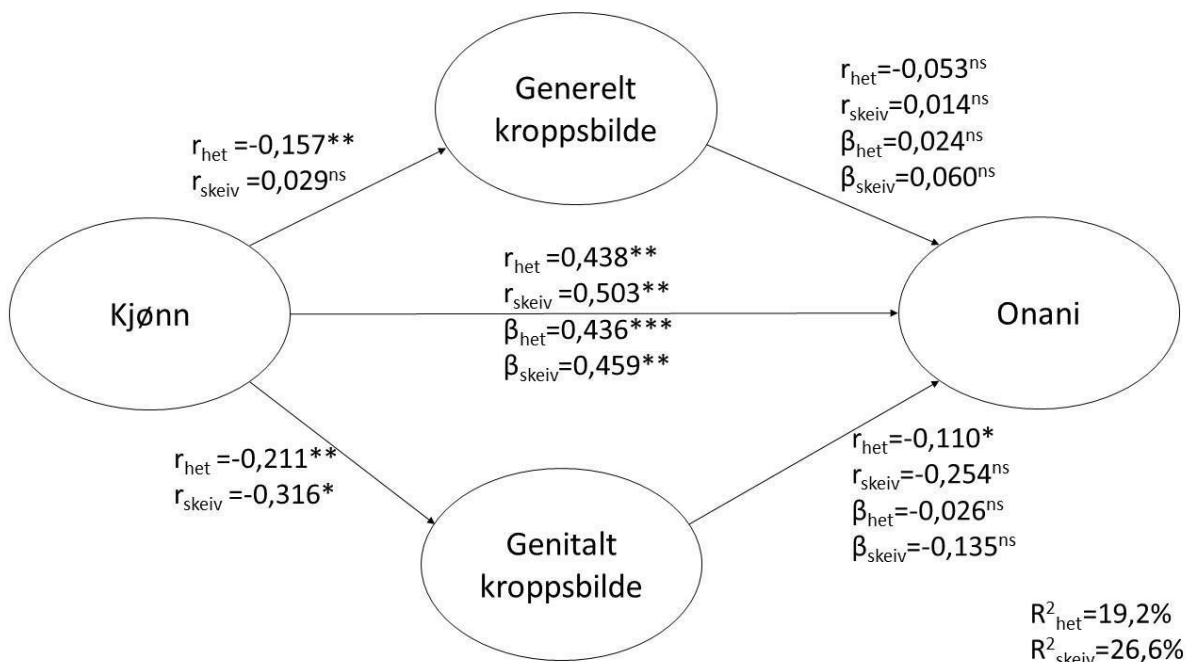 Generelt
kroppsbilde
r_het=-0,053^ns
r_skeiv=0,014^ns
β_het=0,024^ns
β_skeiv=0,060^ns
r_het =-0,157**
r_skeiv =0,029^ns
Kjønn
r_het =0,438**
r_skeiv =0,503**
β_het=0,436***
β_skeiv=0,459**
Onani
r_het =-0,211**
r_skeiv =-0,316*
Genitalt
kroppsbilde
r_het=-0,110*
r_skeiv=-0,254^ns
β_het=-0,026^ns
β_skeiv=-0,135^ns
R²_het=19,2%
R²_skeiv=26,6%